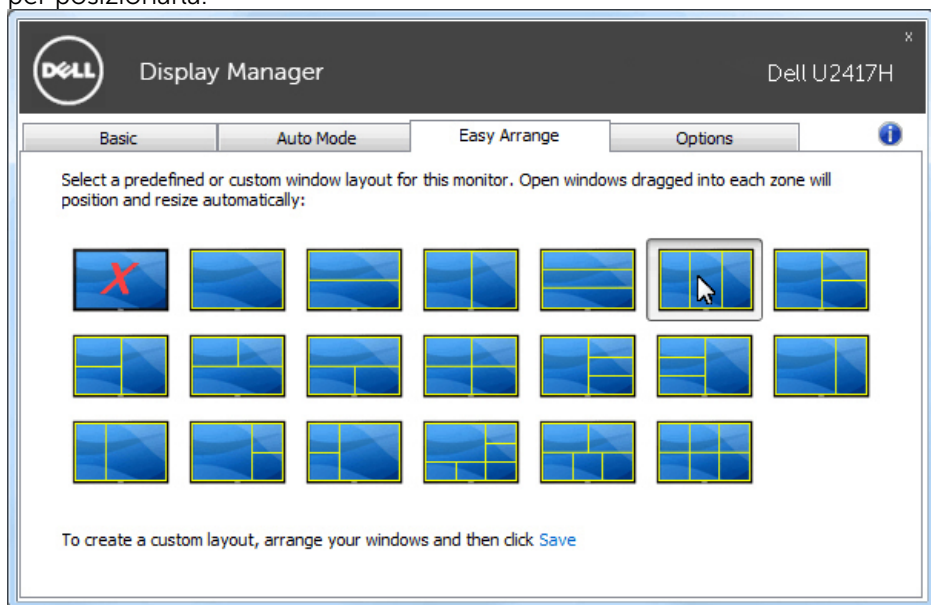 per posizionarla.
x
DELL
Display Manager
Dell U2417H
Basic
Auto Mode
Easy Arrange
Options
Select a predefined or custom window layout for this monitor. Open windows dragged into each zone will
position and resize automatically:
To create a custom layout, arrange your windows and then click Save